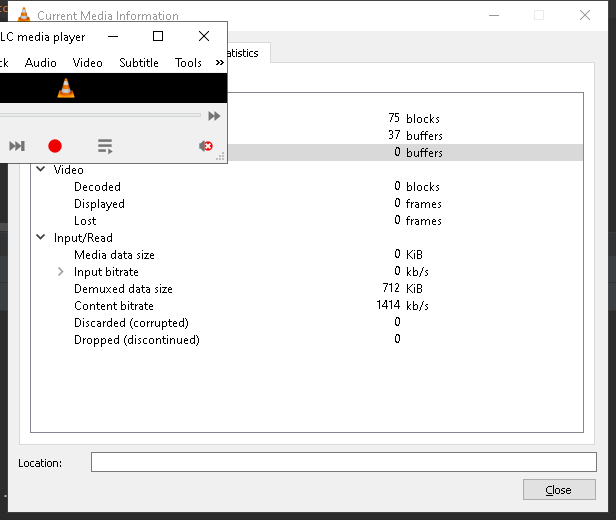 Current Media Information
LC media player
ck Audio Video Subtitle Tools »
atistics
75 blocks
37 buffers
0 buffers
Video
Decoded 0 blocks
Displayed 0 frames
Lost 0 frames
Input/Read
Media data size 0 KiB
Input bitrate 0 kb/s
Demuxed data size 712 KiB
Content bitrate 1414 kb/s
Discarded (corrupted) 0
Dropped (discontinued) 0
Location:
Close